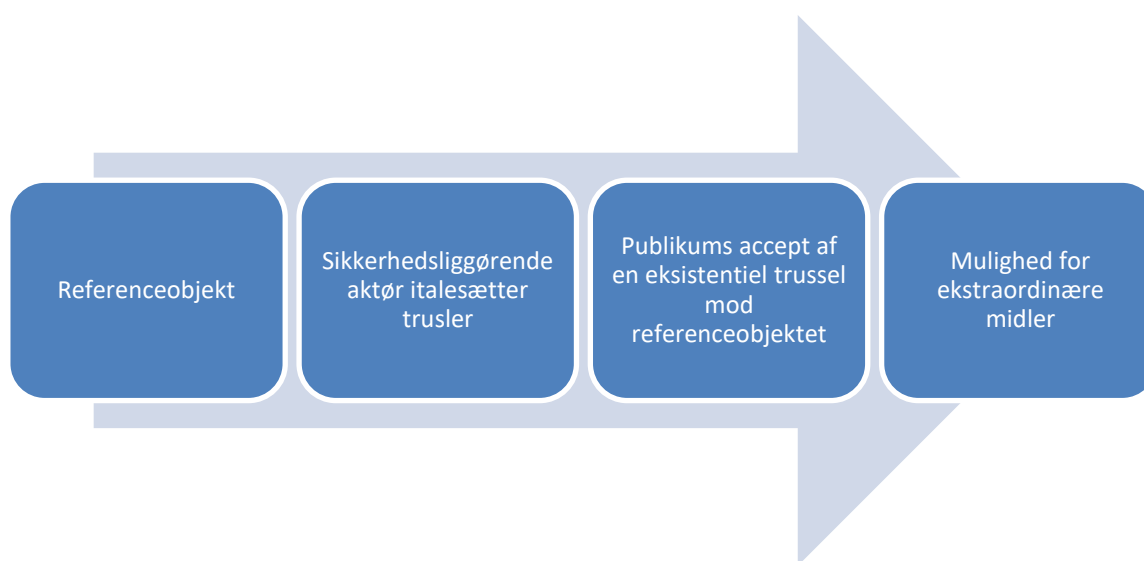 Referenceobjekt
Sikkerhedsliggørende
aktør italesætter
trusler
Publikums accept af
en eksistentiel trussel
mod
referenceobjektet
Mulighed for
ekstraordinære
midler